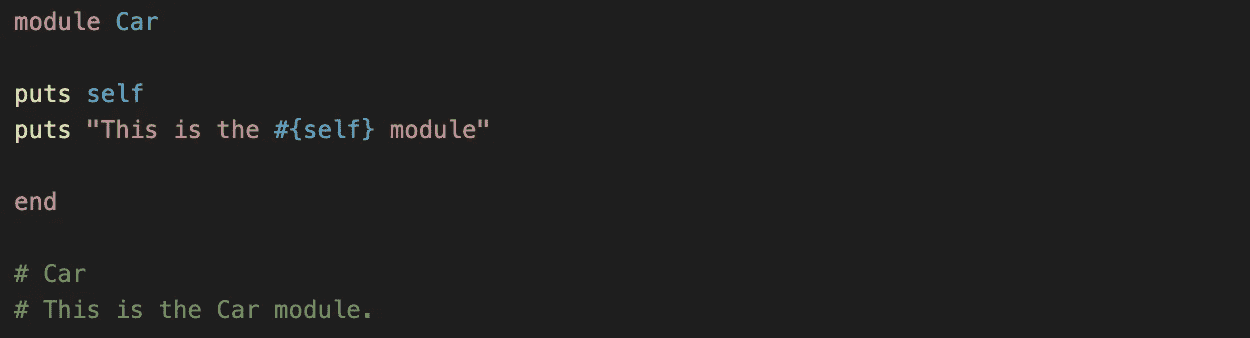 module Car
puts self
puts "This is the #{self} module"
end
# Car
# This is the Car module.